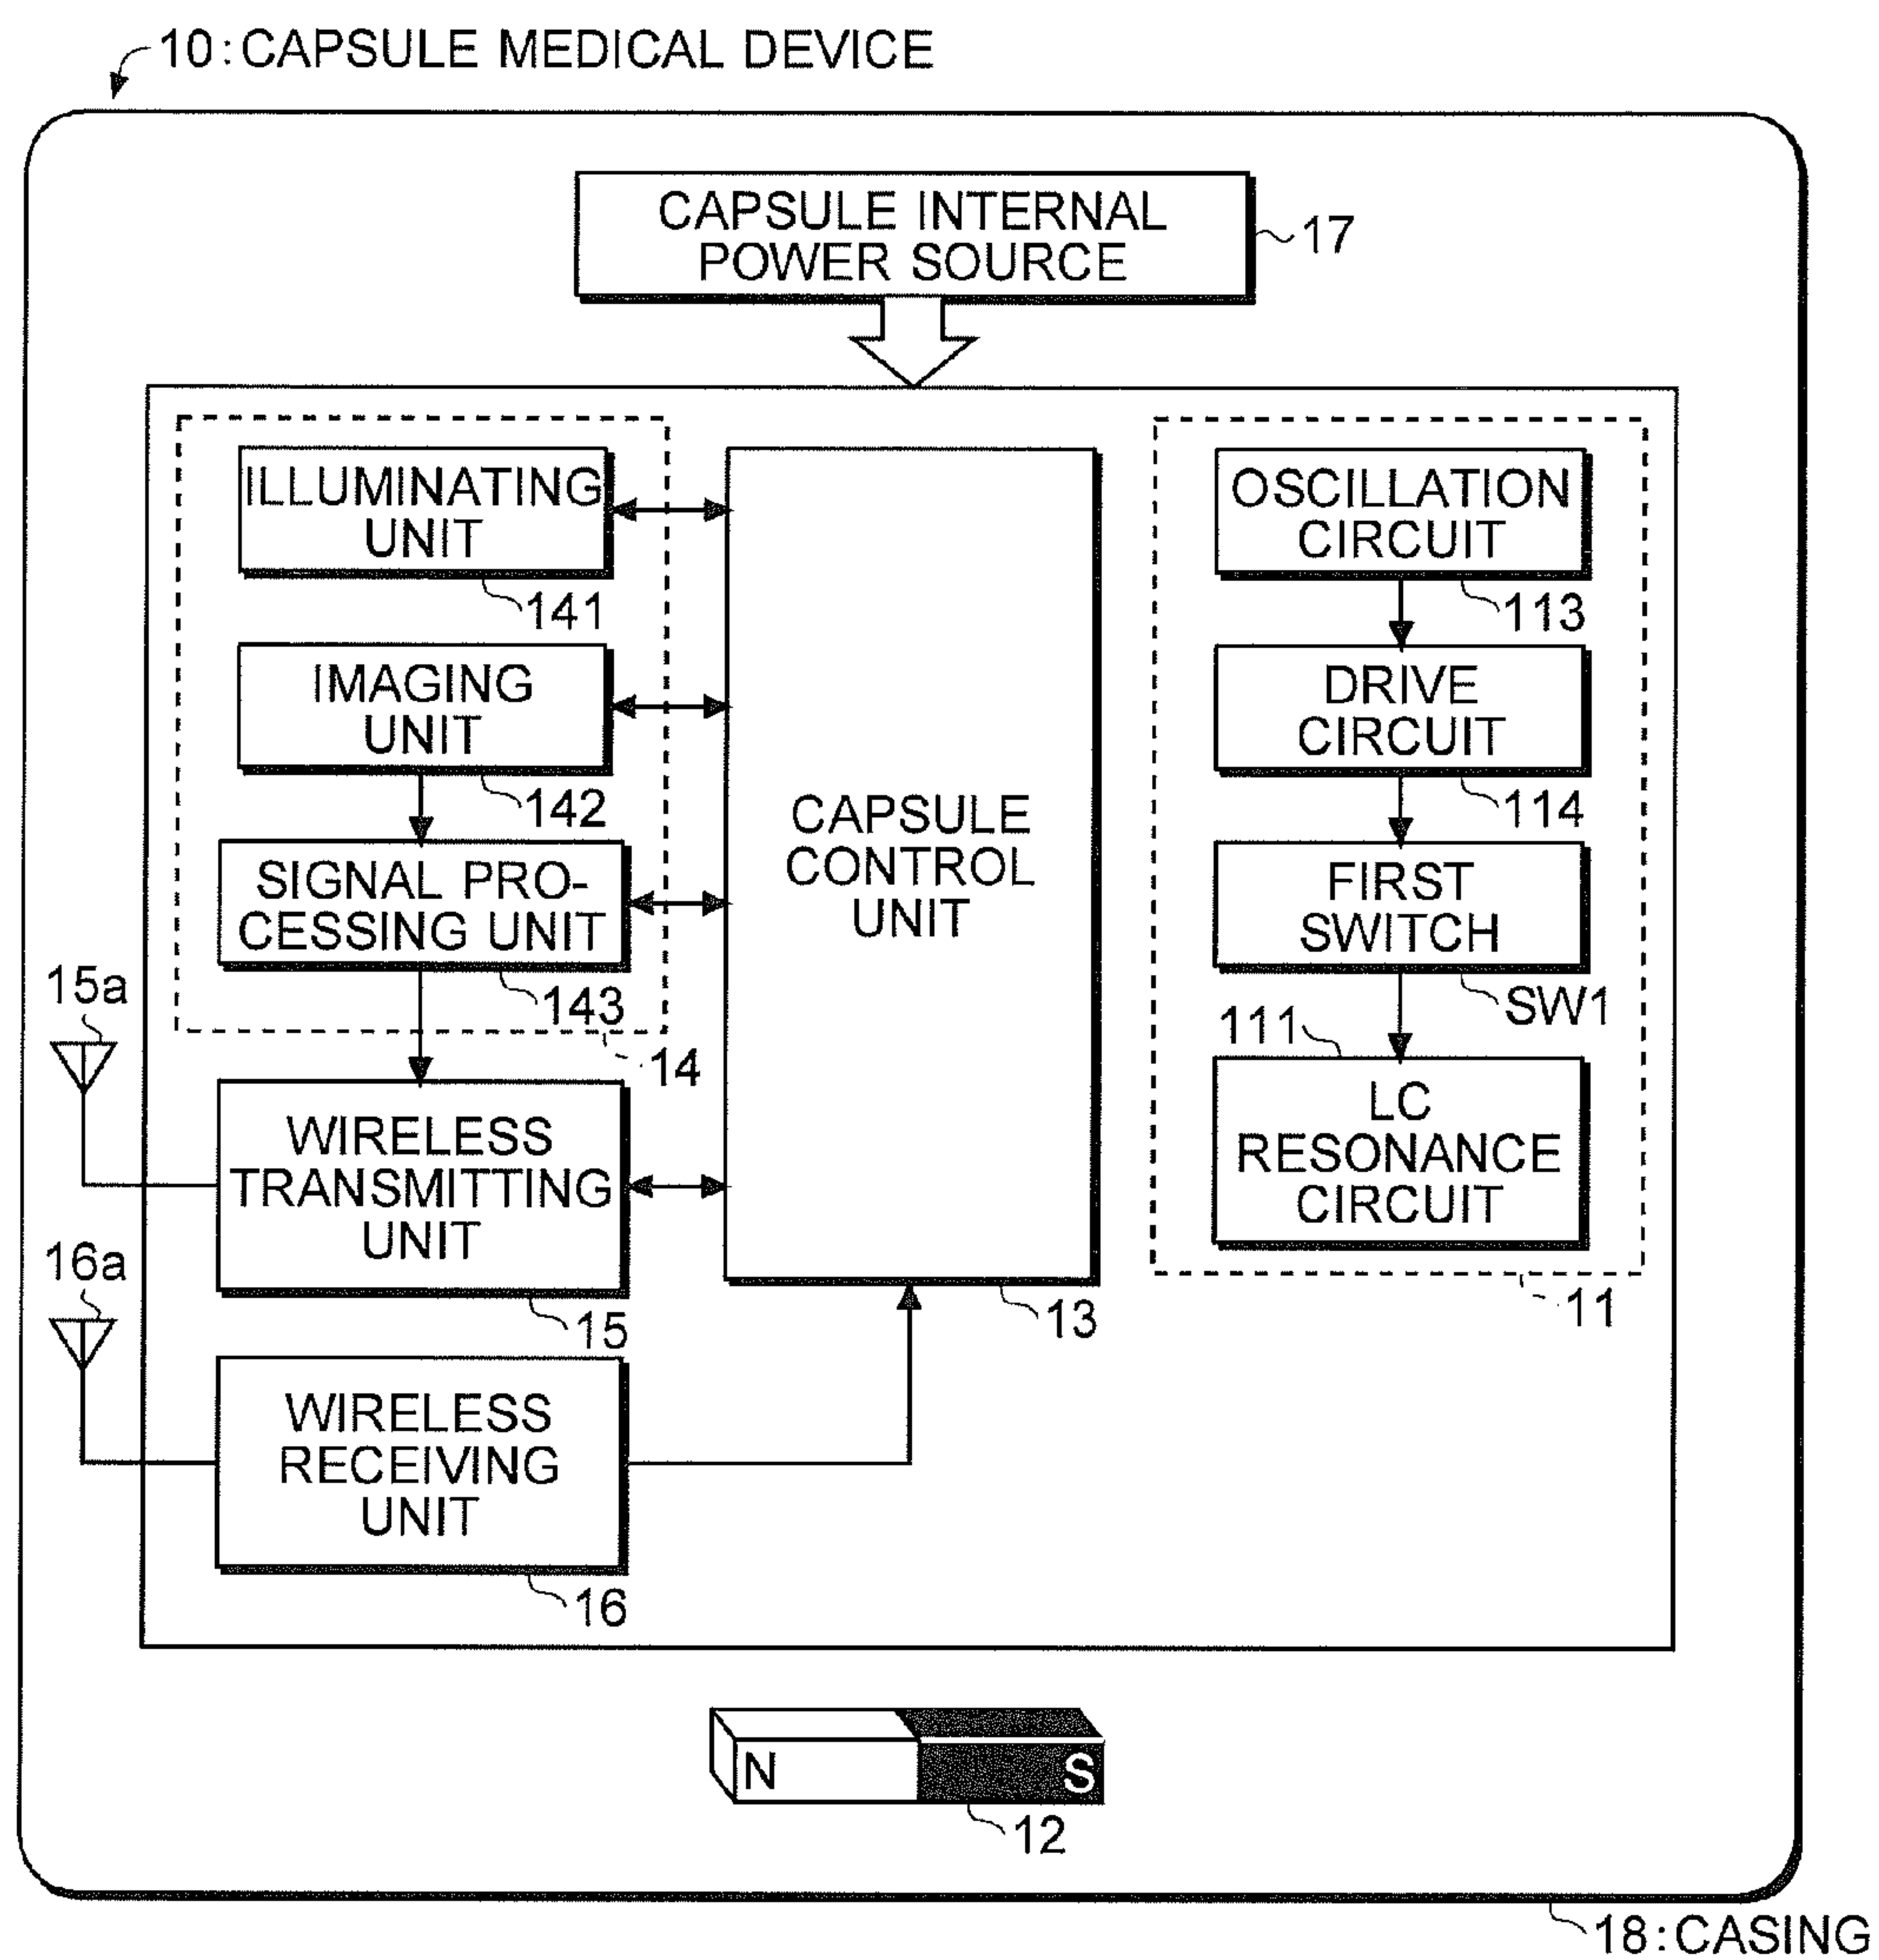 10:CAPSULE MEDICAL DEVICE
CAPSULE INTERNAL
POWER SOURCE
17
ILLUMINATING
UNIT
141
IMAGING
UNIT
142
SIGNAL PRO-
CESSING UNIT
143
14
15a
WIRELESS
TRANSMITTING
UNIT
15
16a
WIRELESS
RECEIVING
UNIT
16
CAPSULE
CONTROL
UNIT
13
OSCILLATION
CIRCUIT
113
DRIVE
CIRCUIT
114
FIRST
SWITCH
SW1
111
LC
RESONANCE
CIRCUIT
11
N
S
12
18:CASING